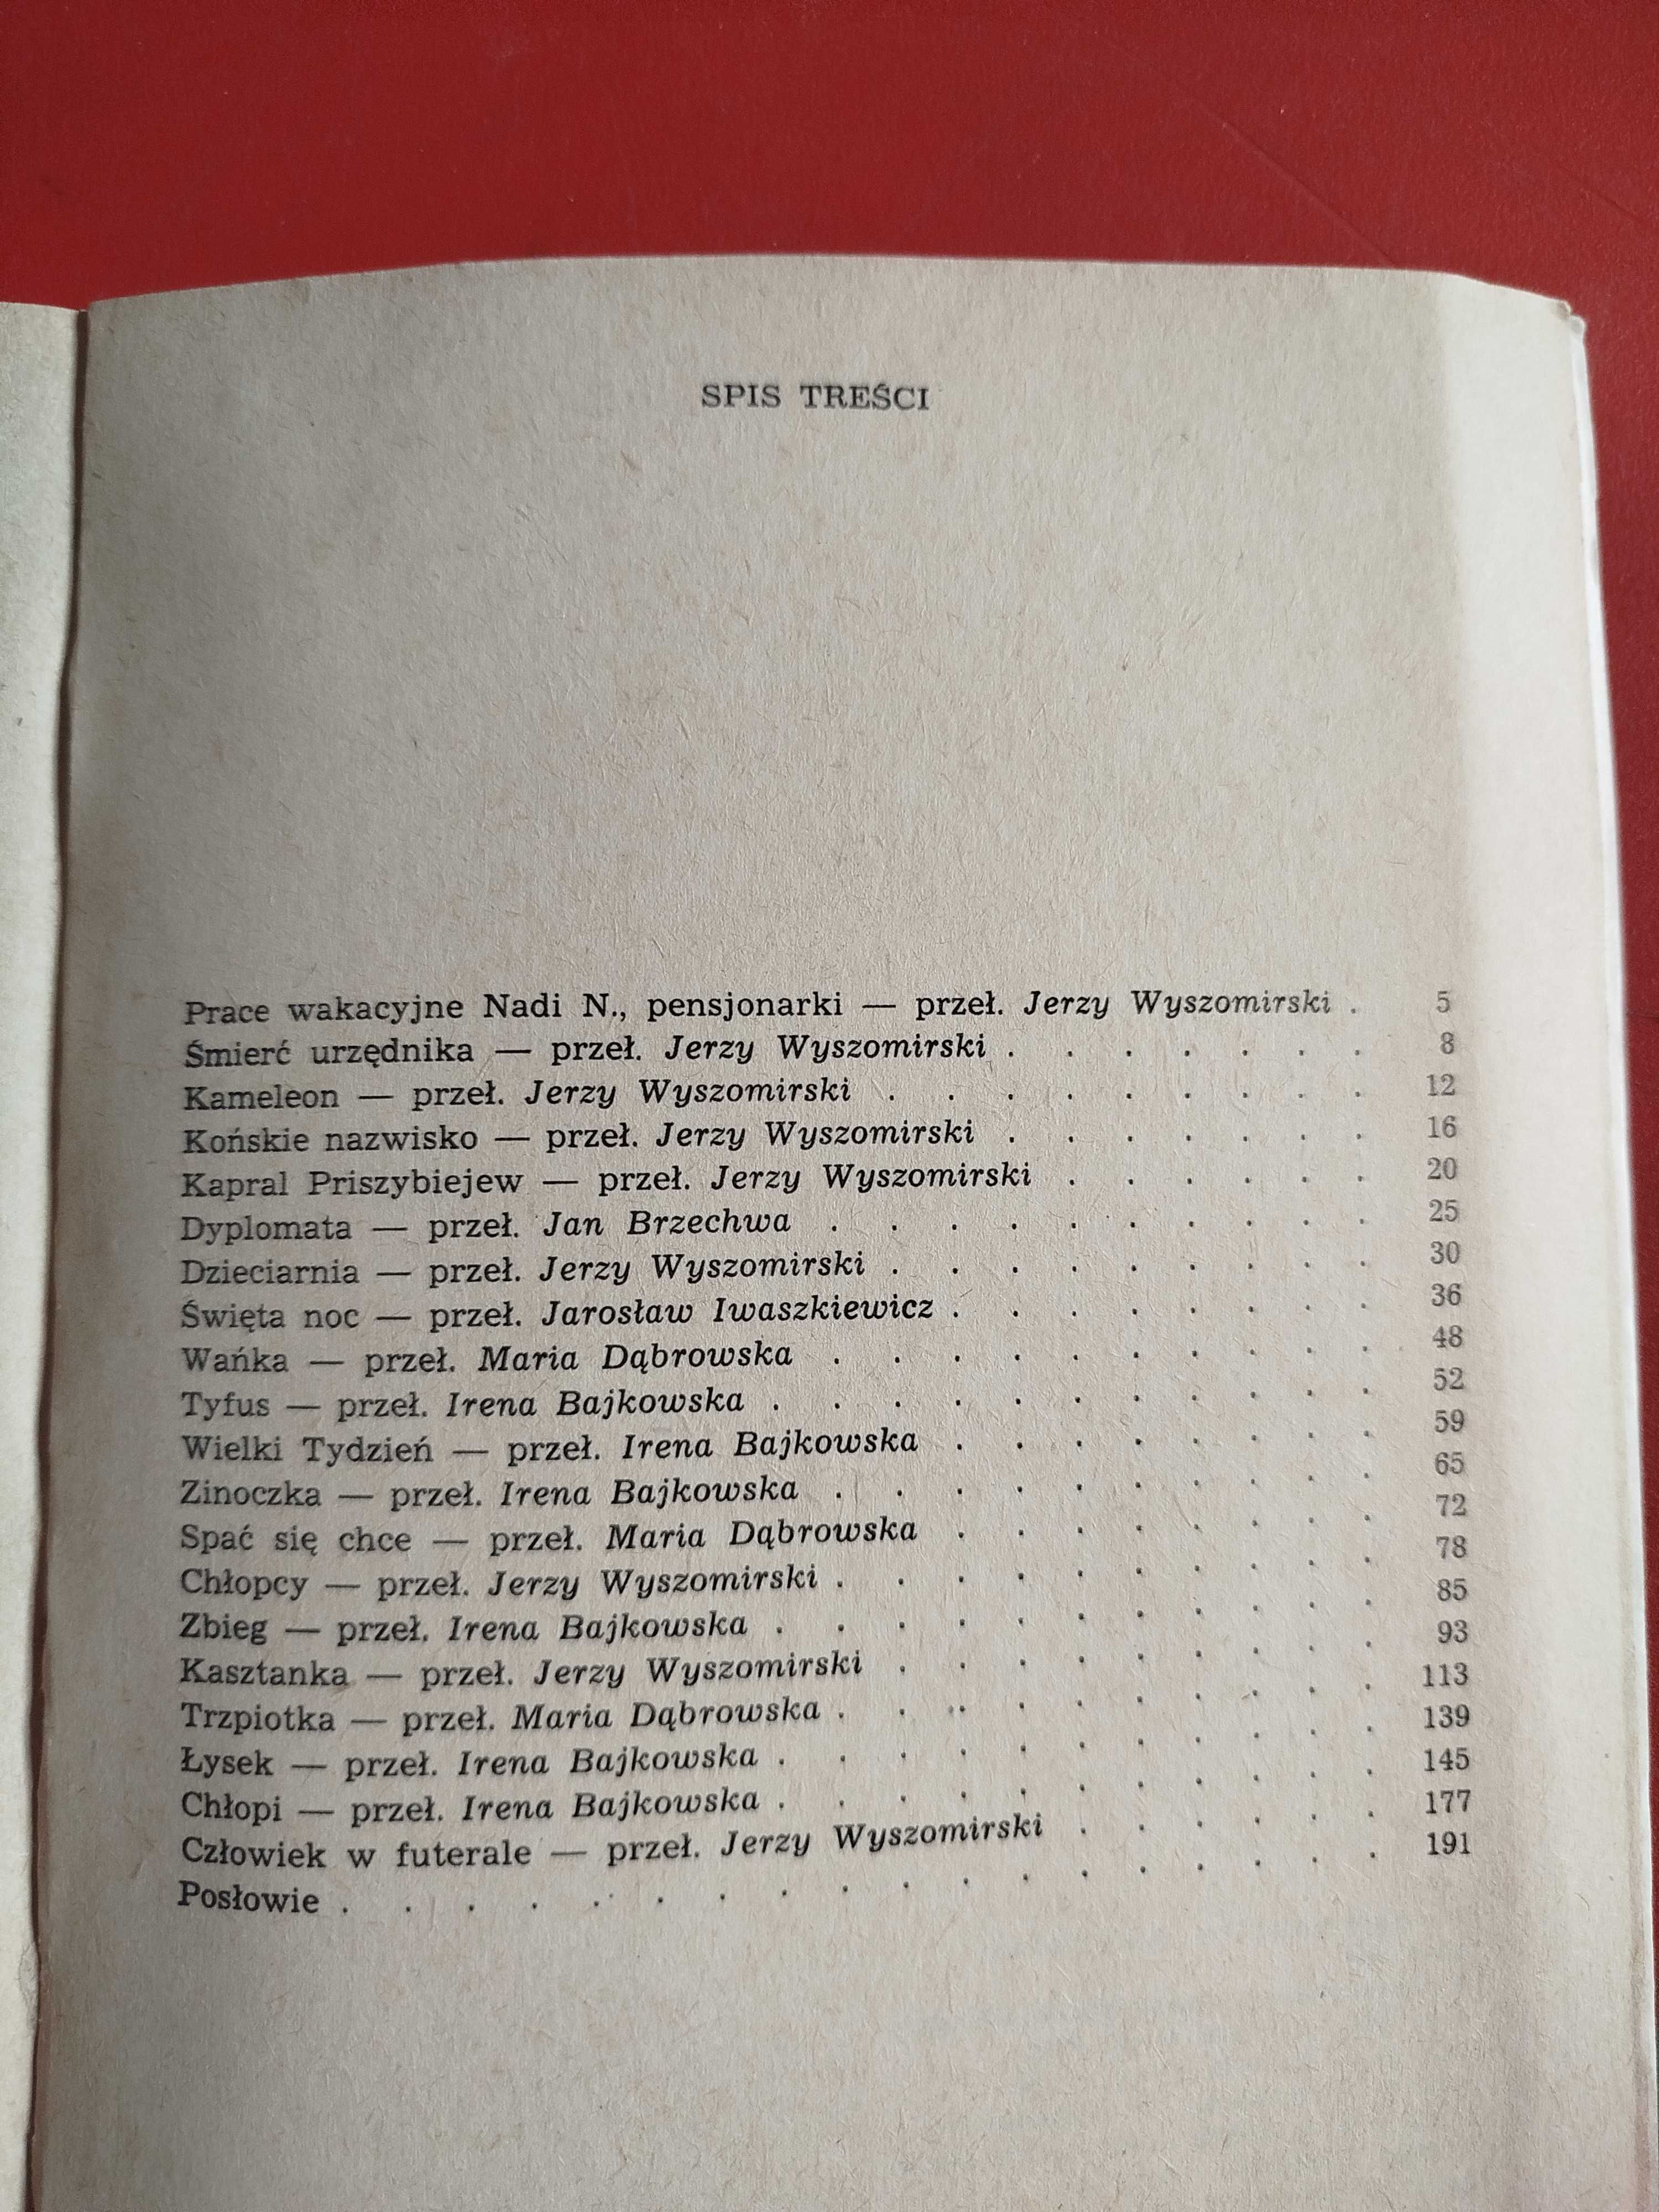 SPIS TREŚCI
Prace wakacyjne Nadi N., pensjonarki — przeł. Jerzy Wyszomirski . 5
Śmierć urzędnika — przeł. Jerzy Wyszomirski . . . . . . . 8
Kameleon — przeł. Jerzy Wyszomirski . . . . . . . . . 12
Końskie nazwisko — przeł. Jerzy Wyszomirski . . . . . . . 16
Kapral Priszybiejew — przeł. Jerzy Wyszomirski . . . . . . 20
Dyplomata — przeł. Jan Brzechwa . . . . . . . . . . 25
Dzieciarnia — przeł. Jerzy Wyszomirski . . . . . . . . . 30
Święta noc — przeł. Jarosław Iwaszkiewicz . . . . . . . . 36
Wańka — przeł. Maria Dąbrowska . . . . . . . . . . 48
Tyfus — przeł. Irena Bajkowska . . . . . . . . . . . 52
Wielki Tydzień — przeł. Irena Bajkowska . . . . . . . . 59
Zinoczka — przeł. Irena Bajkowska . . . . . . . . . . 65
Spać się chce — przeł. Maria Dąbrowska . . . . . . . . 72
Chłopcy — przeł. Jerzy Wyszomirski . . . . . . . . . . 78
Zbieg — przeł. Irena Bajkowska . . . . . . . . . . . 85
Kasztanka — przeł. Jerzy Wyszomirski . . . . . . . . . 93
Trzpiotka — przeł. Maria Dąbrowska . . . . . . . . . . 113
Łysek — przeł. Irena Bajkowska . . . . . . . . . . . 139
Chłopi — przeł. Irena Bajkowska . . . . . . . . . . . 145
Człowiek w futerale — przeł. Jerzy Wyszomirski . . . . . . 177
Posłowie . . . . . . . . . . . . . . . . . . 191